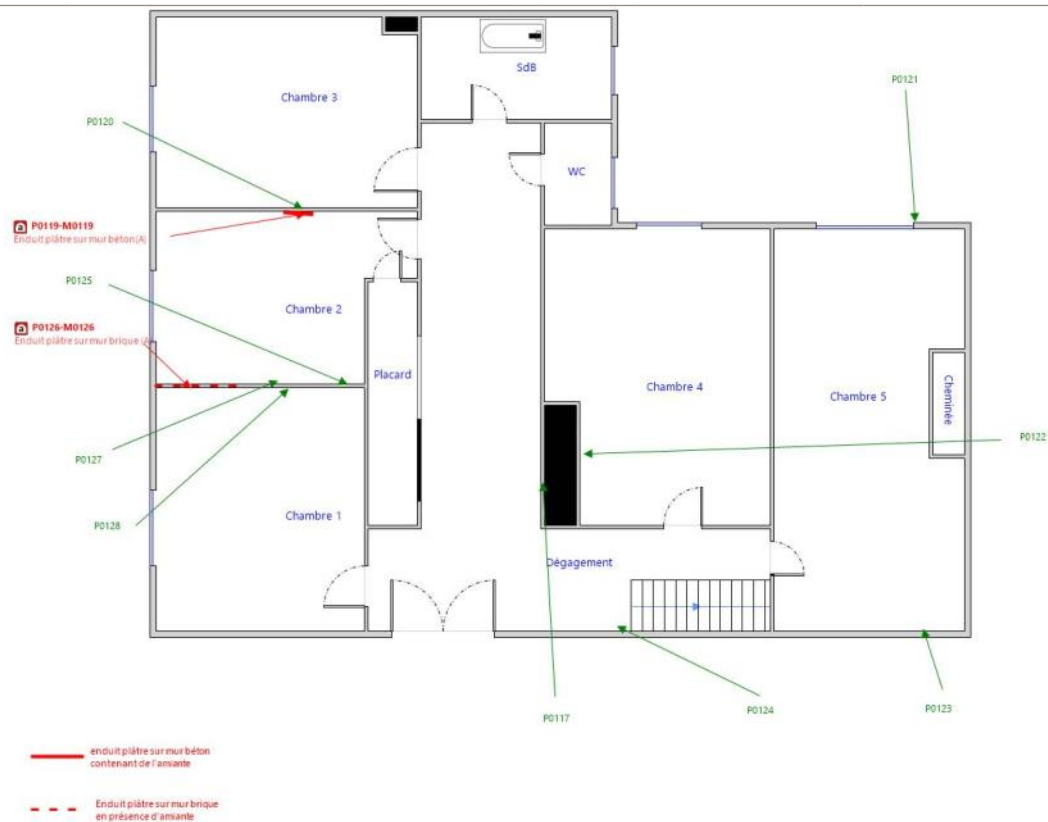 P0121
SdB
Chambre 3
P0120
WC
a P0119-M0119
Enduit plâtre sur mur béton (A)
P0125
Chambre 2
a P0126-M0126
Enduit plâtre sur mur brique (A)
Placard
Chambre 4
Chambre 5
Cheminée
P0122
P0127
Chambre 1
P0128
Dégagement
P0117
P0124
P0123
enduit plâtre sur mur béton
contenant de l'amiante
Enduit plâtre sur mur brique
en présence d'amiante